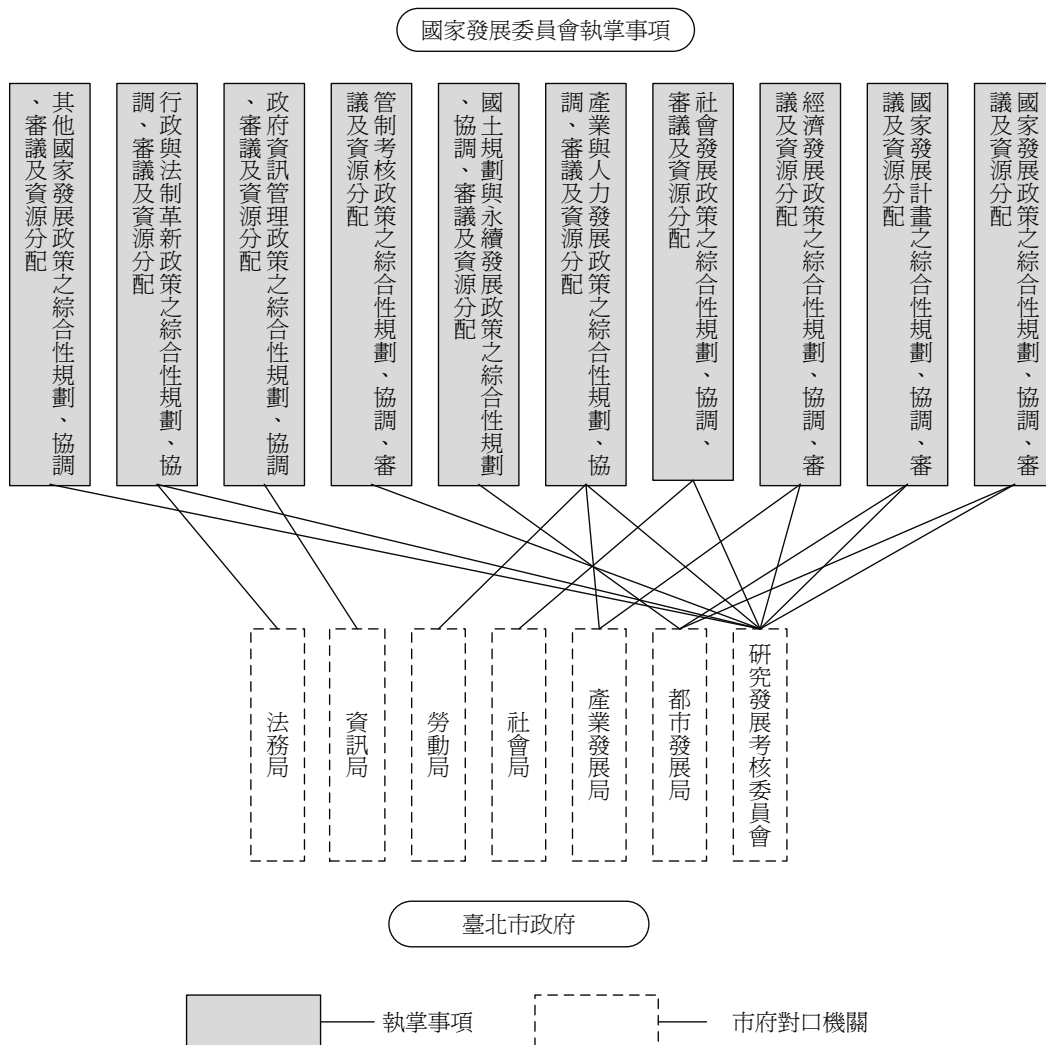 國家發展委員會執掌事項
國家發展政策之綜合性規劃、協調、審
議及資源分配
國家發展計畫之綜合性規劃、協調、審
議及資源分配
經濟發展政策之綜合性規劃、協調、審
議及資源分配
社會發展政策之綜合性規劃、協調、
審議及資源分配
產業與人力發展政策之綜合性規劃、協
調、審議及資源分配
國土規劃與永續發展政策之綜合性規劃
、協調、審議及資源分配
管制考核政策之綜合性規劃、協調、審
議及資源分配
政府資訊管理政策之綜合性規劃、協調
、審議及資源分配
行政與法制革新政策之綜合性規劃、協
調、審議及資源分配
其他國家發展政策之綜合性規劃、協調
、審議及資源分配
研究發展考核委員會
都市發展局
產業發展局
社會局
勞動局
資訊局
法務局
臺北市政府
執掌事項
市府對口機關